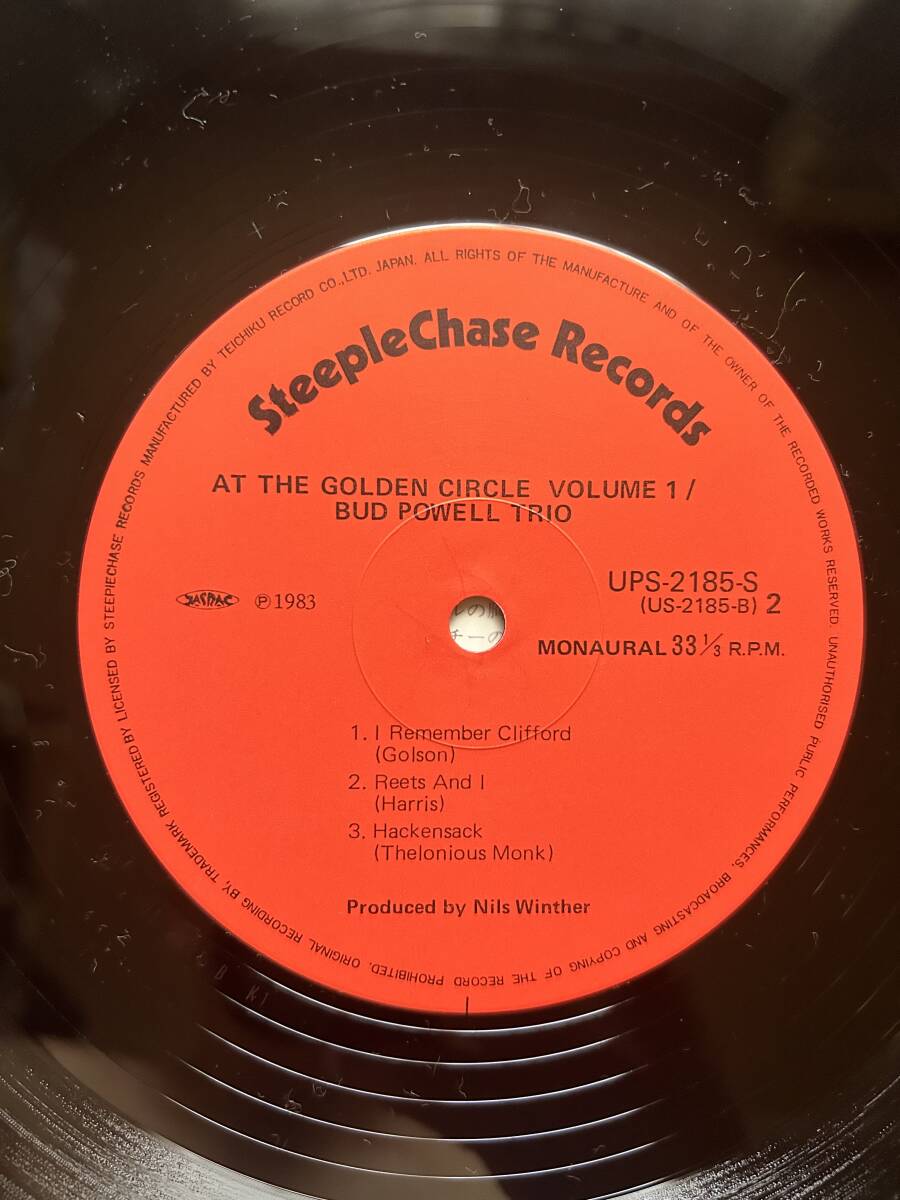 LICENSED BY STEEPIECHASE RECORDS MANUFACTURED BY TEICHIKU RECORD CO.,LTD. JAPAN. ALL RIGHTS OF THE MANUFACTURE AND OF THE OWNER OF THE RECORDED WORKS RESERVED. UNAUTHORISED PUBLIC PERFORMANCES, BROADCASTING AND COPYING OF THE RECORD PROHIBITED. ORIGINAL RECORDING BY, TRADEMARK REGISTERED BY
SteepleChase Records
AT THE GOLDEN CIRCLE VOLUME 1 /
BUD POWELL TRIO
UPS-2185-S
JASRAC ℗ 1983
(US-2185-B) 2
MONAURAL 33 1/3 R.P.M.
1. I Remember Clifford
(Golson)
2. Reets And I
(Harris)
3. Hackensack
(Thelonious Monk)
Produced by Nils Winther